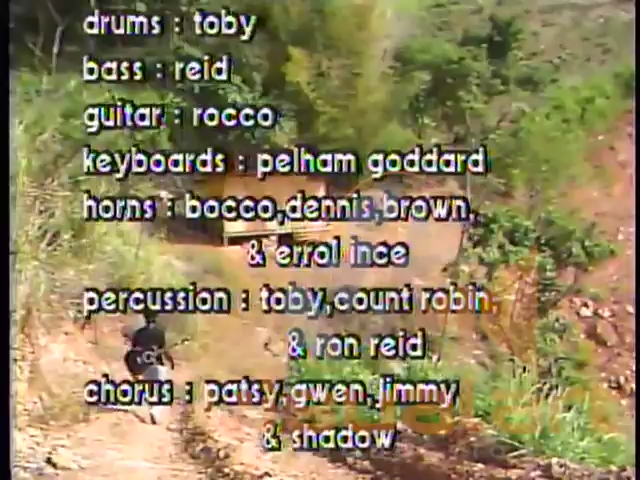 drums : toby
bass : reid
guitar : rocco
keyboards : pelham goddard
horns : bocco,dennis,brown,
& errol ince
percussion : toby,count robin,
& ron reid
chorus : patsy,gwen,jimmy
& shadow